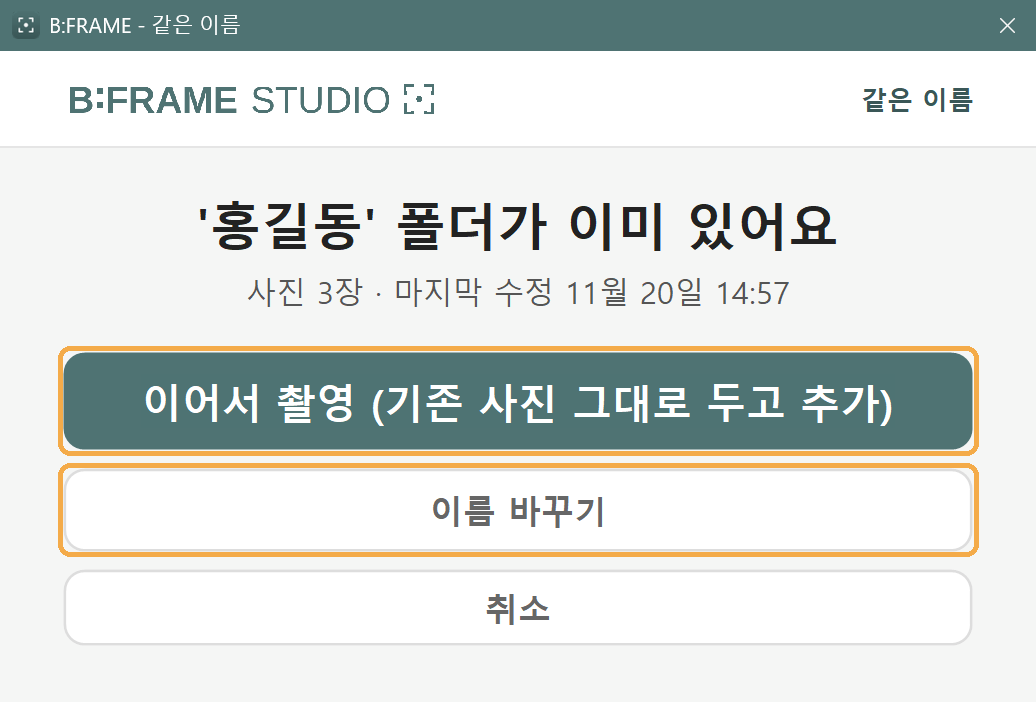 B:FRAME - 같은 이름
B:FRAME STUDIO
같은 이름
'홍길동' 폴더가 이미 있어요
사진 3장 · 마지막 수정 11월 20일 14:57
이어서 촬영 (기존 사진 그대로 두고 추가)
이름 바꾸기
취소